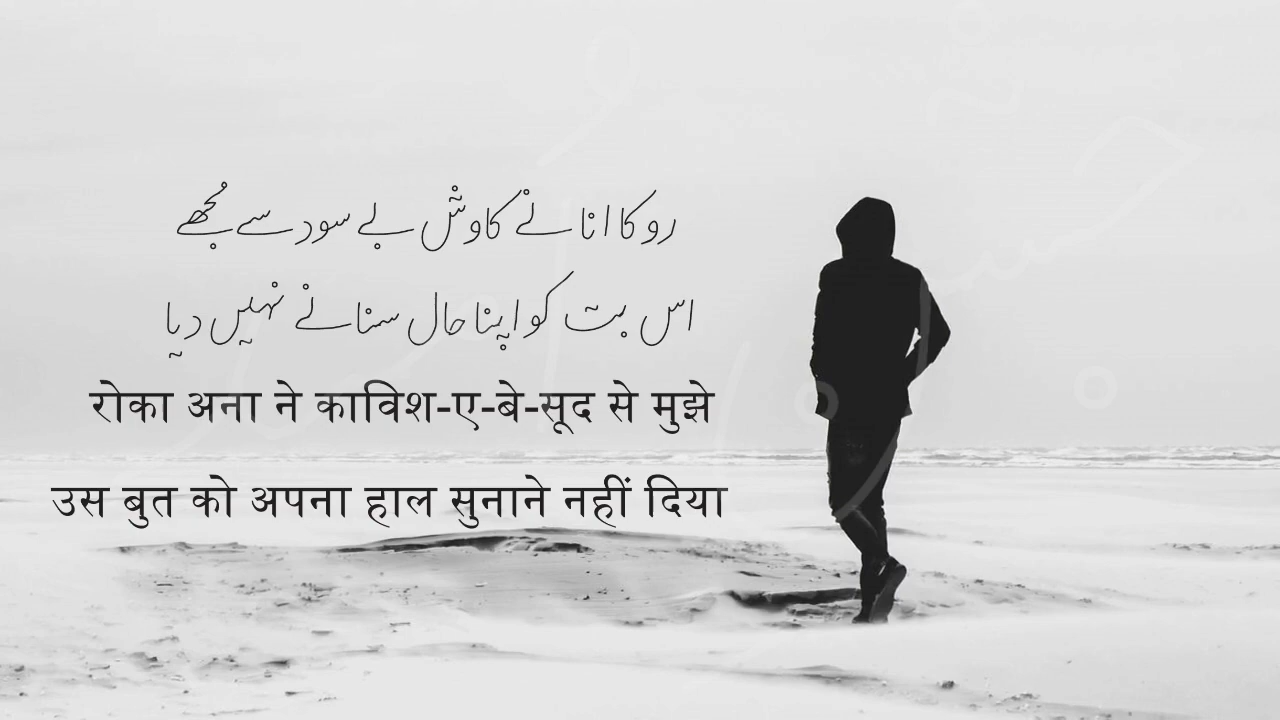 روکا انا نے کاوش بے سود سے مُجھے
اس بت کو اپنا حال سنانے نہیں دیا
रोका अना ने काविश-ए-बे-सूद से मुझे
उस बुत को अपना हाल सुनाने नहीं दिया